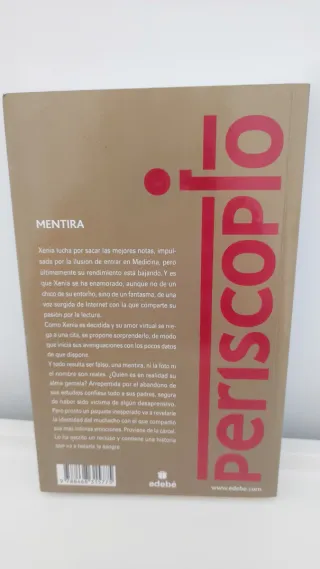 MENTIRA
Xenia lucha por sacar las mejores notas, impul-
sada por la ilusión de entrar en Medicina, pero
últimamente su rendimiento está bajando. Y es
que Xenia se ha enamorado, aunque no de un
chico de su entorno, sino de un fantasma, de una
voz surgida de Internet con la que comparte su
pasión por la lectura.
Como Xenia es decidida y su amor virtual se nie-
ga a una cita, se propone sorprenderlo, de modo
que inicia sus averiguaciones con los pocos datos
de que dispone.
Y todo resulta ser falso, una mentira, ni la foto ni
el nombre son reales. ¿Quién es en realidad su
alma gemela? Arrepentida por el abandono de
sus estudios confiesa todo a sus padres, segura
de haber sido víctima de algún desaprensivo.
Pero pronto un paquete inesperado va a revelarle
la identidad del muchacho con el que compartió
sus más íntimas emociones. Proviene de la cárcel.
Lo ha escrito un recluso y contiene una historia
que va a helarle la sangre.
periscopio
edebé
www.edebe.com